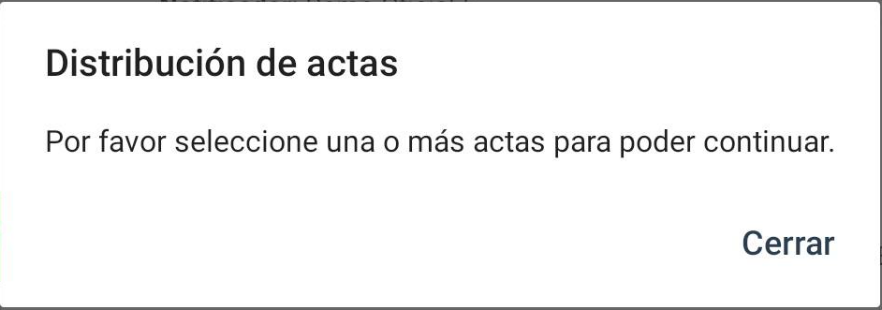 Distribución de actas
Por favor seleccione una o más actas para poder continuar.
Cerrar